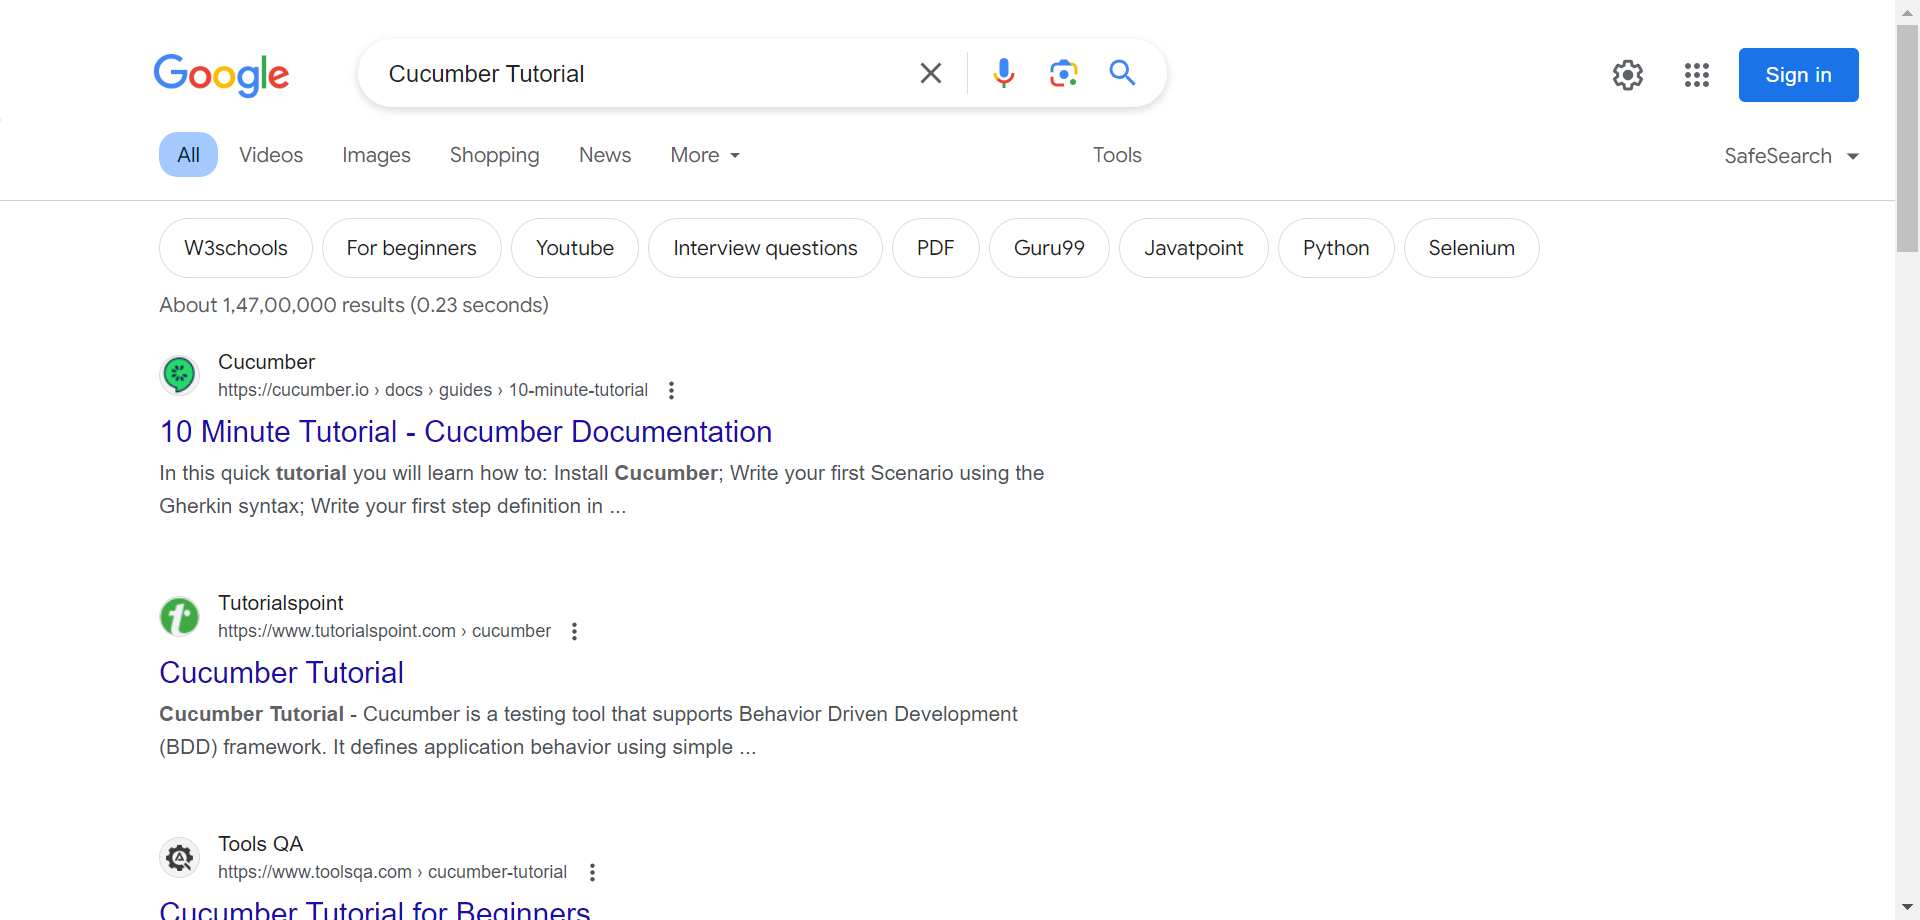 Google
Cucumber Tutorial
Sign in
All Videos Images Shopping News More Tools SafeSearch
W3schools For beginners Youtube Interview questions PDF Guru99 Javatpoint Python Selenium
About 1,47,00,000 results (0.23 seconds)
Cucumber
https://cucumber.io › docs › guides › 10-minute-tutorial
10 Minute Tutorial - Cucumber Documentation
In this quick tutorial you will learn how to: Install Cucumber; Write your first Scenario using the
Gherkin syntax; Write your first step definition in ...
Tutorialspoint
https://www.tutorialspoint.com › cucumber
Cucumber Tutorial
Cucumber Tutorial - Cucumber is a testing tool that supports Behavior Driven Development
(BDD) framework. It defines application behavior using simple ...
Tools QA
https://www.toolsqa.com › cucumber-tutorial
Cucumber Tutorial for Beginners